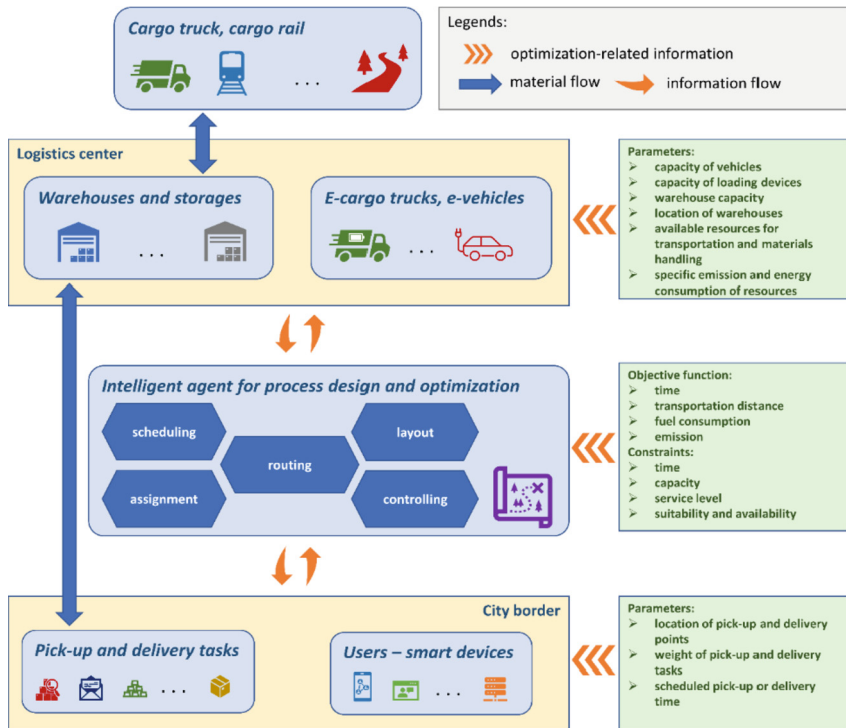 Cargo truck, cargo rail
. . .
Legends:
optimization-related information
material flow
information flow
Logistics center
Warehouses and storages
. . .
E-cargo trucks, e-vehicles
. . .
Parameters:
➢ capacity of vehicles
➢ capacity of loading devices
➢ warehouse capacity
➢ location of warehouses
➢ available resources for
transportation and materials
handling
➢ specific emission and energy
consumption of resources
Intelligent agent for process design and optimization
scheduling
layout
routing
assignment
controlling
Objective function:
➢ time
➢ transportation distance
➢ fuel consumption
➢ emission
Constraints:
➢ time
➢ capacity
➢ service level
➢ suitability and availability
City border
Pick-up and delivery tasks
. . .
Users – smart devices
. . .
Parameters:
➢ location of pick-up and delivery
points
➢ weight of pick-up and delivery
tasks
➢ scheduled pick-up or delivery
time